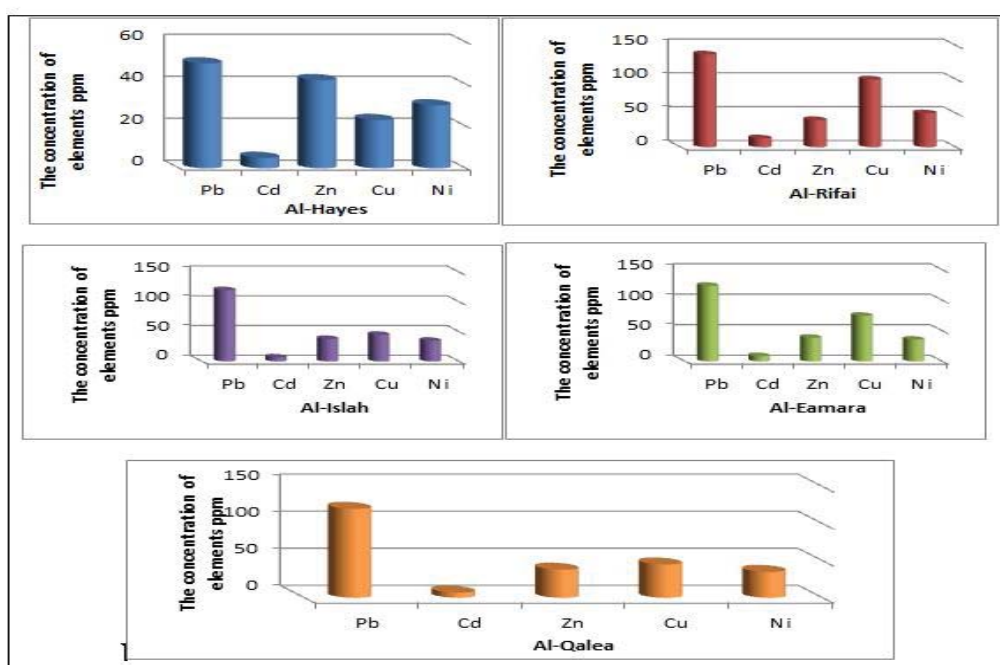 The concentration of
elements ppm
60
40
20
0
Pb Cd Zn Cu Ni
Al-Hayes
The concentration of
elements ppm
150
100
50
0
Pb Cd Zn Cu Ni
Al-Rifai
The concentration of
elements ppm
150
100
50
0
Pb Cd Zn Cu Ni
Al-Islah
The concentration of
elements ppm
150
100
50
0
Pb Cd Zn Cu Ni
Al-Eamara
The concentration of
elements ppm
150
100
50
0
Pb Cd Zn Cu Ni
Al-Qalea